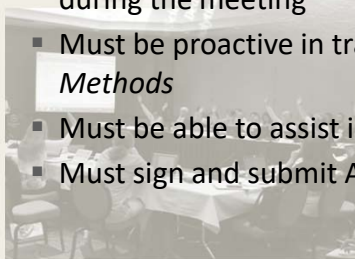 during the meeting
▪ Must be proactive in tra
Methods
▪ Must be able to assist i
▪ Must sign and submit A